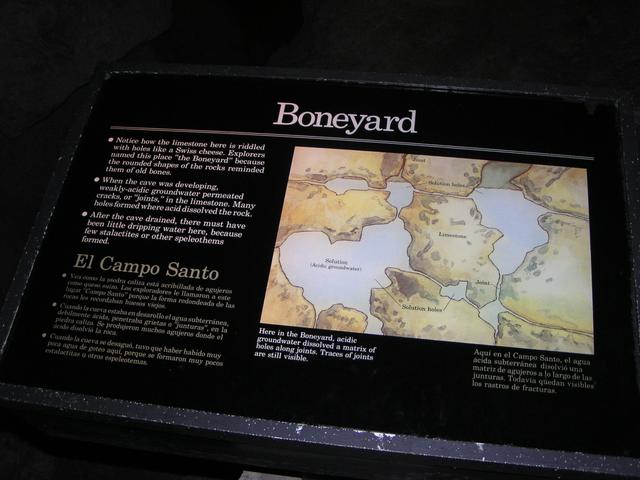 Boneyard
Notice how the limestone here is riddled
with holes like a Swiss cheese. Explorers
named this place "the Boneyard" because
the rounded shapes of the rocks reminded
them of old bones.
When the cave was developing,
weakly-acidic groundwater permeated
cracks, or "joints," in the limestone. Many
holes formed where acid dissolved the rock.
After the cave drained, there must have
been little dripping water here, because
few stalactites or other speleothems
formed.
El Campo Santo
Vea como la piedra caliza está acribillada de agujeros
como queso suizo. Los exploradores le llamaron a este
lugar "Campo Santo" porque la forma redondeada de las
rocas les recordaban huesos viejos.
Cuando la cueva estaba en desarollo el agua subterránea,
debilmente ácida, penetraba grietas o "junturas", en la
piedra caliza. Se produjeron muchos agujeros donde el
ácido disolvió la roca.
Cuando la cueva se desaguó, tuvo que haber habido muy
poca agua de goteo aquí, porque se formaron muy pocos
estalactitas u otros espeleotemas.
Joint
Solution holes
Limestone
Solution
(Acidic groundwater)
Joint
Solution holes
Here in the Boneyard, acidic
groundwater dissolved a matrix of
holes along joints. Traces of joints
are still visible.
Aquí en el Campo Santo, el agua
ácida subterránea disolvió una
matriz de agujeros a lo largo de las
junturas. Todavía quedan visibles
los rastros de fracturas.